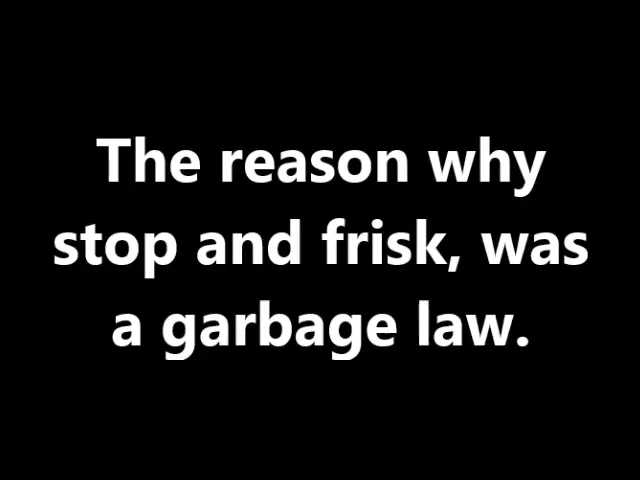 The reason why
stop and frisk, was
a garbage law.